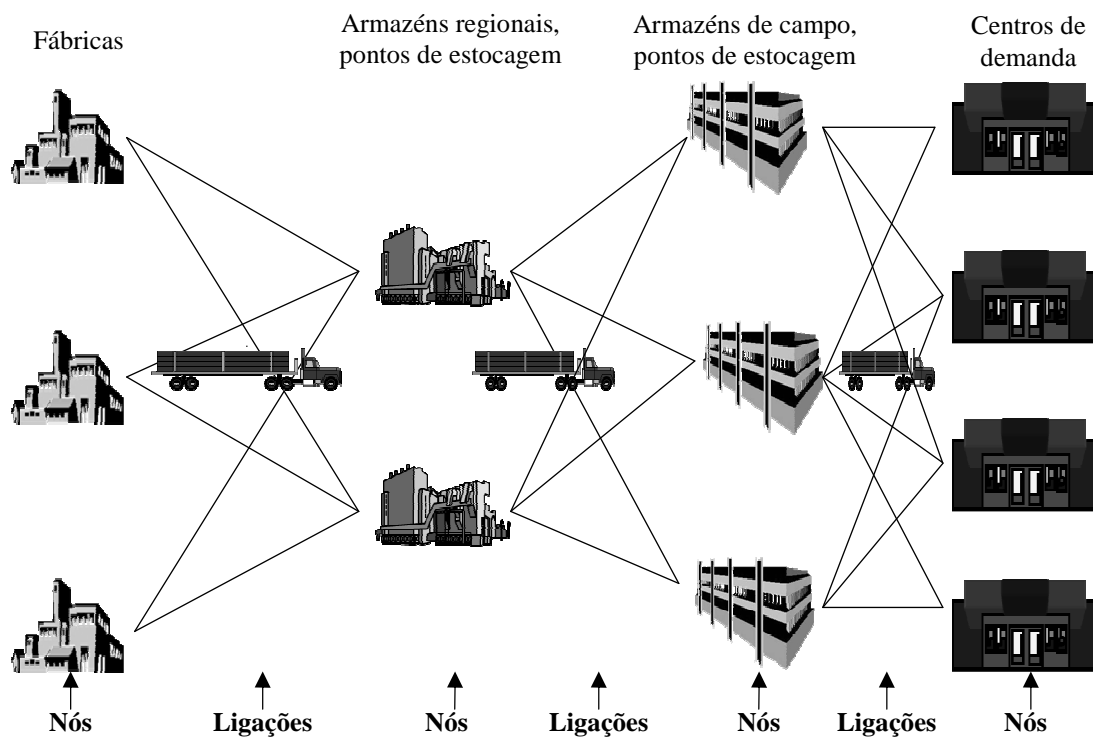 Fábricas
Armazéns regionais,
pontos de estocagem
Armazéns de campo,
pontos de estocagem
Centros de
demanda
Nós
Ligações
Nós
Ligações
Nós
Ligações
Nós